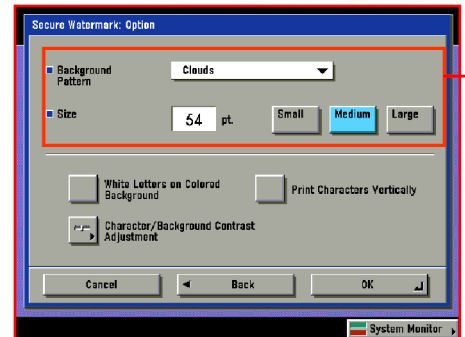 Secure Watermark: Option
Background
Pattern
Clouds
Size
54 pt.
Small
Medium
Large
White Letters on Colored
Background
Print Characters Vertically
Character/Background Contrast
Adjustment
Cancel
Back
OK
System Monitor